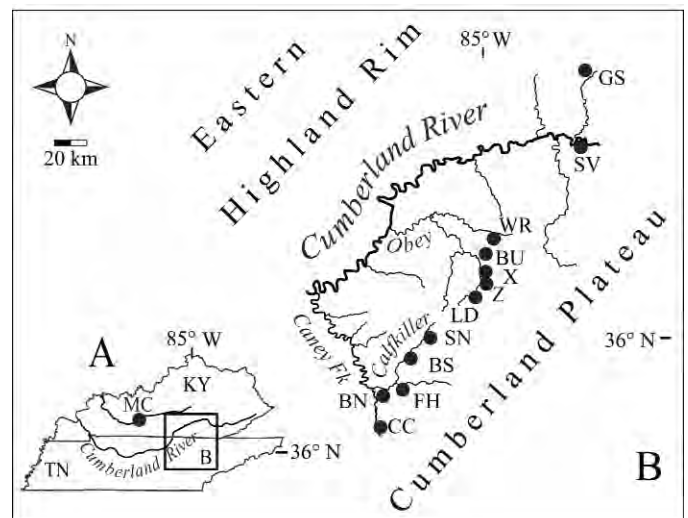 N
20 km
Eastern
Highland Rim
Cumberland River
85° W
GS
SV
WR
Obey
BU
X
Z
LD
Caney Fk
Calfkiller
SN
BS
BN
FH
CC
36° N
Cumberland Plateau
B
A
85° W
KY
MC
Cumberland River
B
TN
36° N